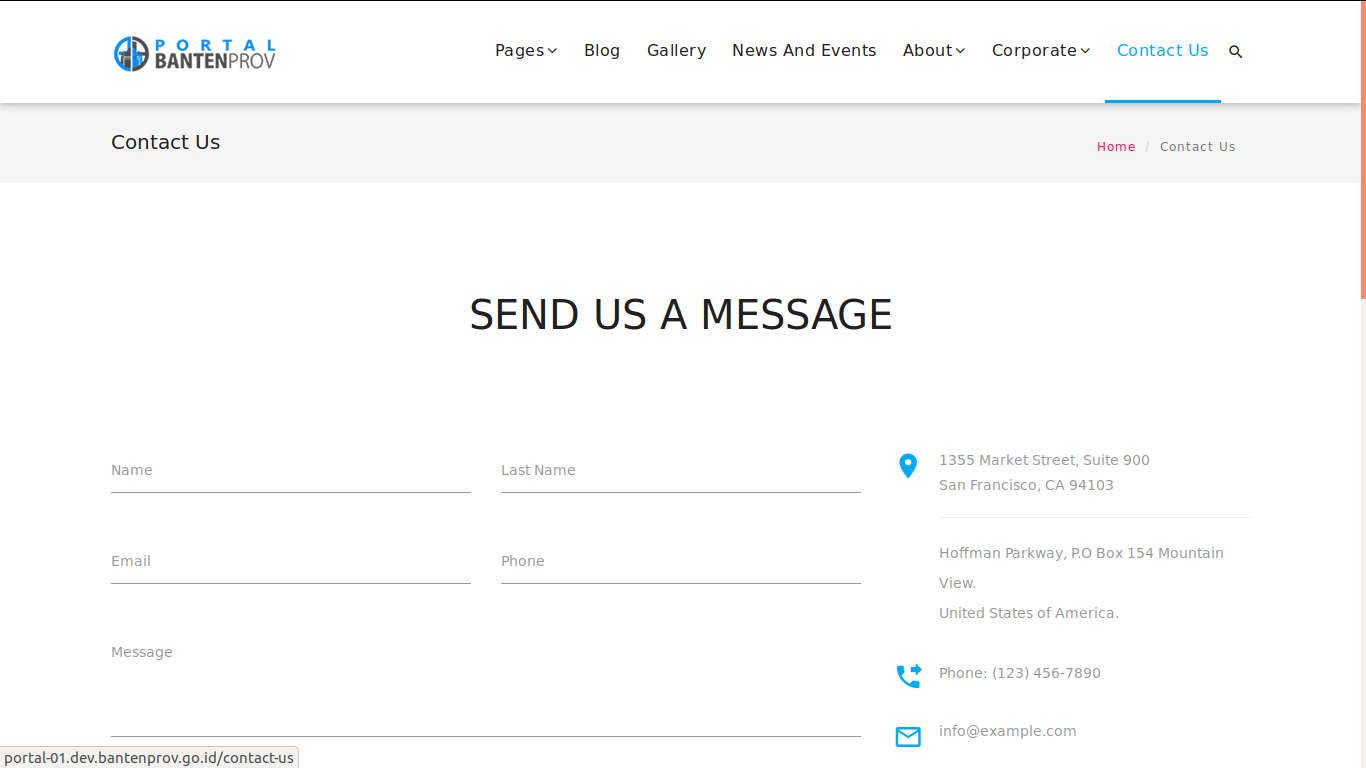 PORTAL
BANTENPROV
Pages
Blog
Gallery
News And Events
About
Corporate
Contact Us
Contact Us
Home / Contact Us
SEND US A MESSAGE
Name
Last Name
Email
Phone
Message
1355 Market Street, Suite 900
San Francisco, CA 94103
Hoffman Parkway, P.O Box 154 Mountain
View.
United States of America.
Phone: (123) 456-7890
info@example.com
portal-01.dev.bantenprov.go.id/contact-us